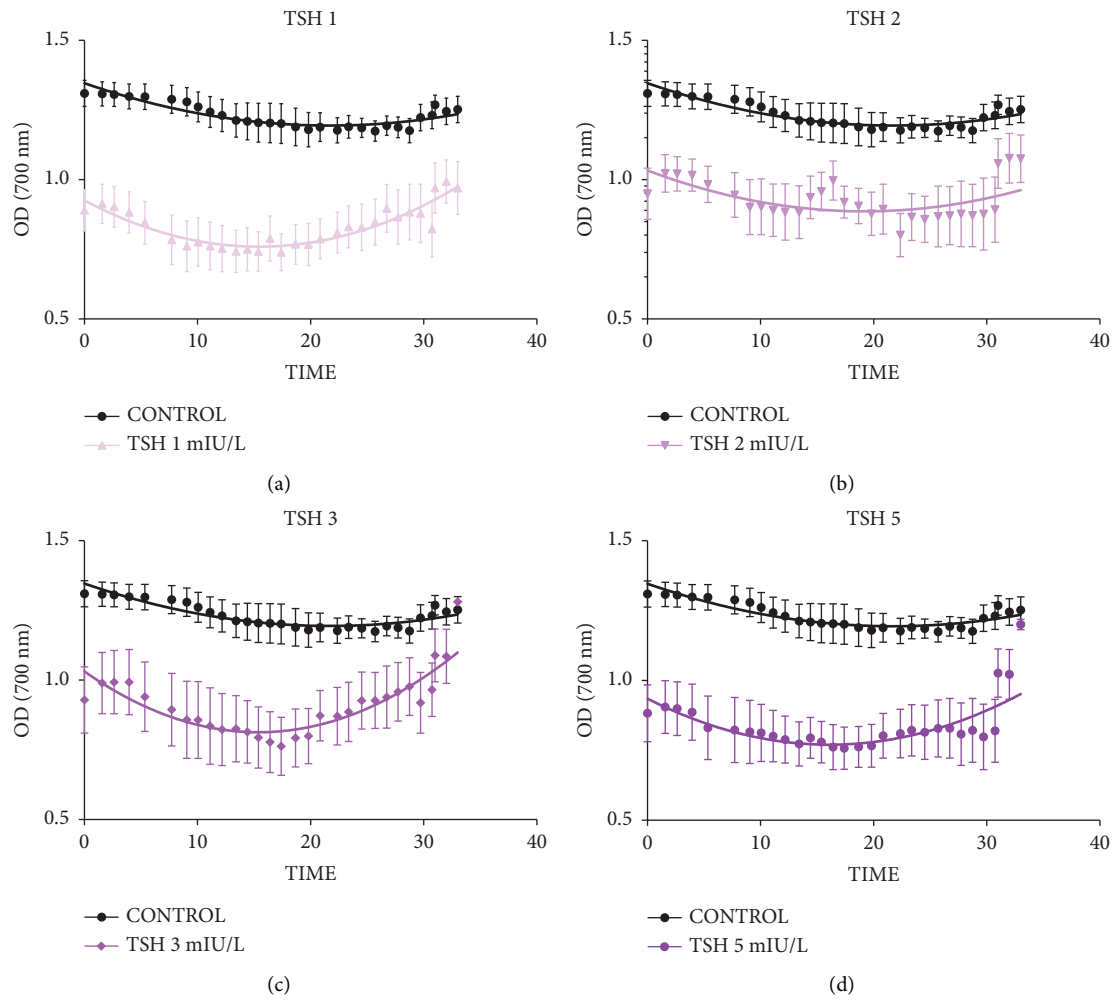 TSH 1
1.5
1.0
0.5
OD (700 nm)
0 10 20 30 40
TIME
CONTROL
TSH 1 mIU/L
(a)
TSH 2
1.5
1.0
0.5
OD (700 nm)
0 10 20 30 40
TIME
CONTROL
TSH 2 mIU/L
(b)
TSH 3
1.5
1.0
0.5
OD (700 nm)
0 10 20 30 40
TIME
CONTROL
TSH 3 mIU/L
(c)
TSH 5
1.5
1.0
0.5
OD (700 nm)
0 10 20 30 40
TIME
CONTROL
TSH 5 mIU/L
(d)